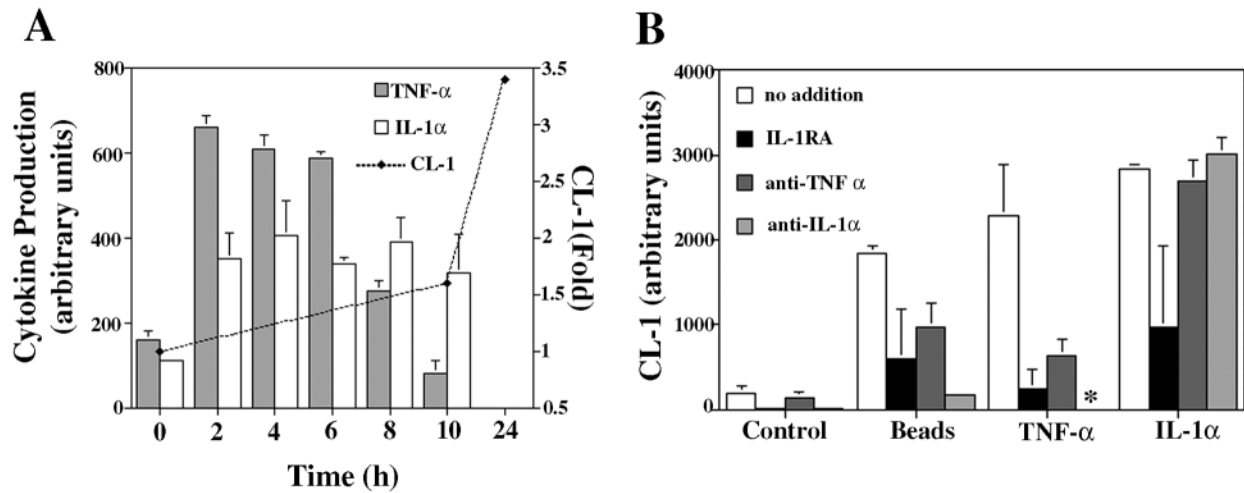 A
Cytokine Production
(arbitrary units)
800
600
400
200
0
TNF-α
IL-1α
CL-1
3.5
3
2.5
2
1.5
1
0.5
CL-1(Fold)
0 2 4 6 8 10 24
Time (h)
B
CL-1 (arbitrary units)
4000
3000
2000
1000
0
no addition
IL-1RA
anti-TNF α
anti-IL-1α
*
Control Beads TNF-α IL-1α